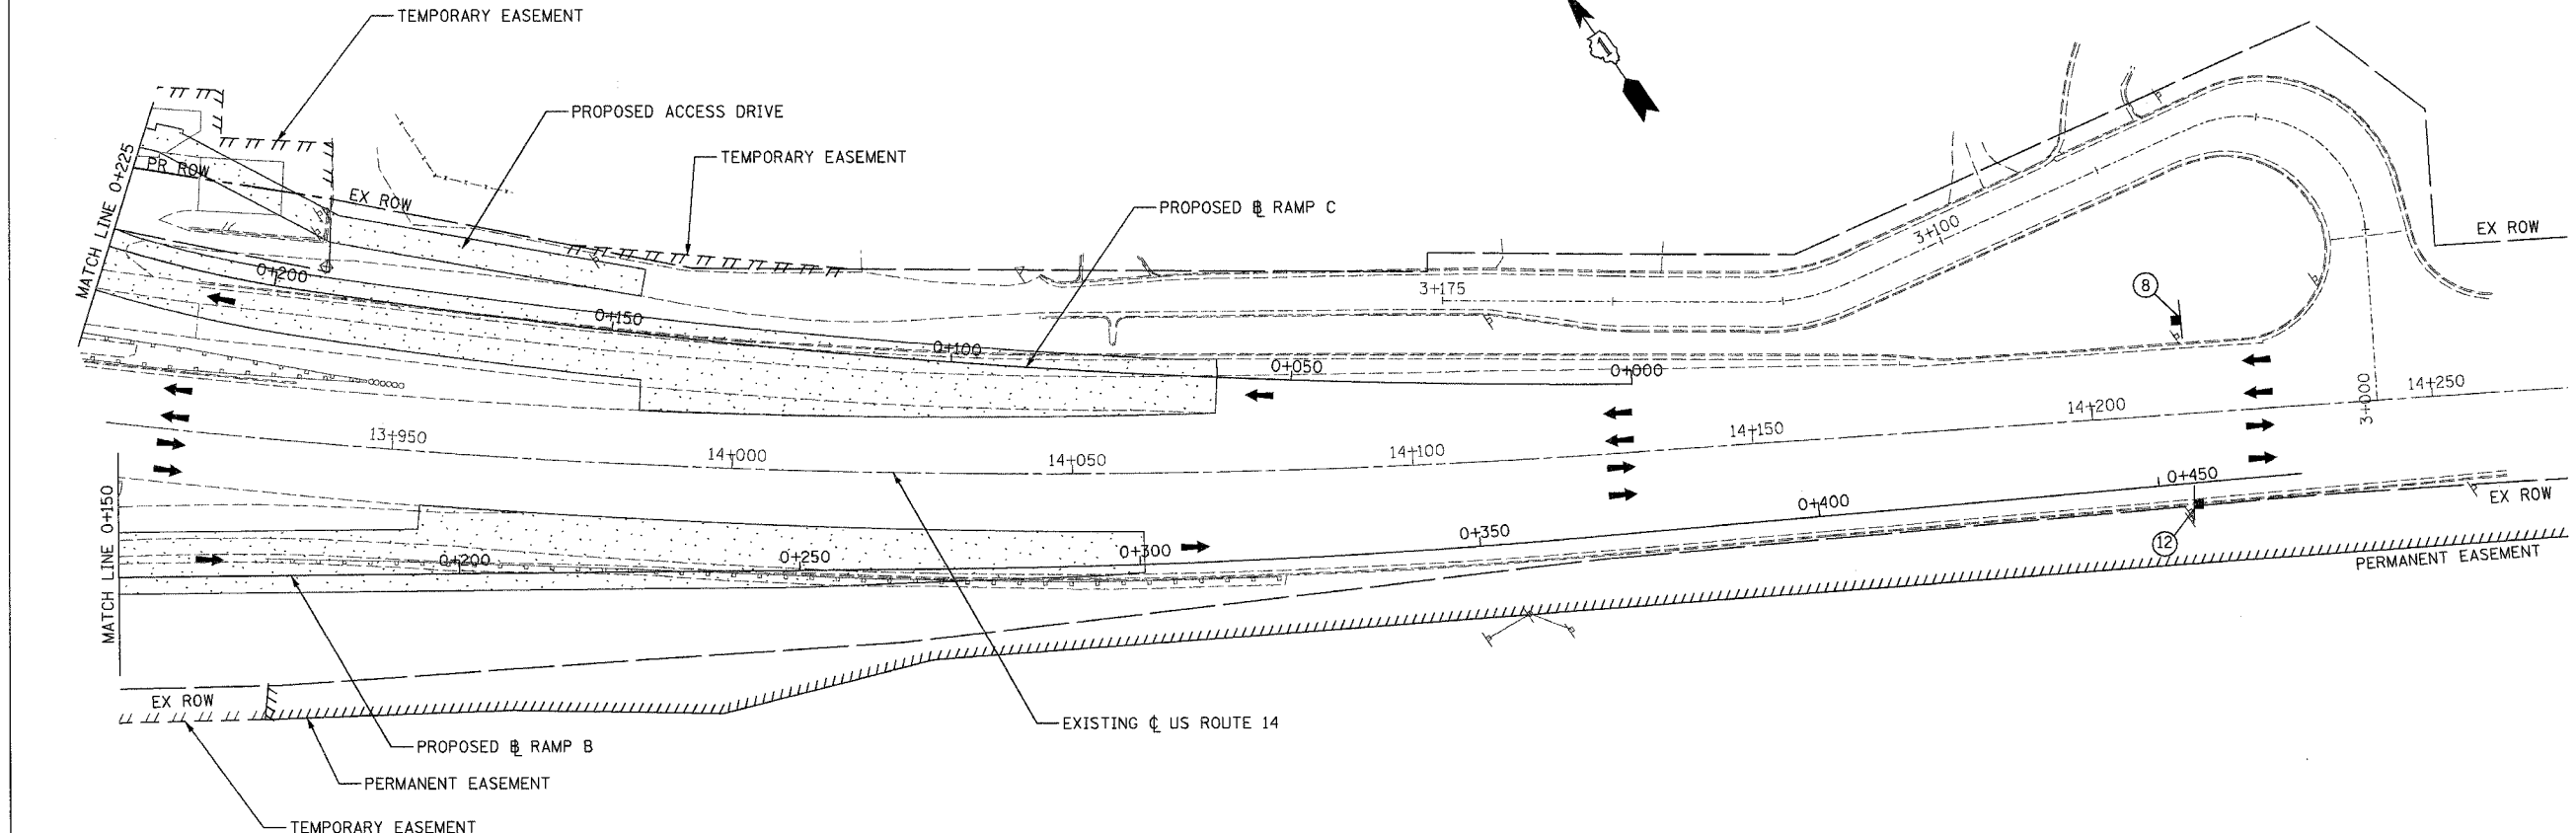 TEMPORARY EASEMENT
PROPOSED ACCESS DRIVE
TEMPORARY EASEMENT
MATCH LINE 0+225
PR ROW
EX ROW
PROPOSED ℄ RAMP C
3+100
EX ROW
0+200
3+175
8
0+150
0+100
0+050
0+000
3+000
14+250
14+200
13+950
14+000
14+050
14+100
14+150
MATCH LINE 0+150
0+200
0+250
0+300
0+350
0+400
0+450
EX ROW
12
PERMANENT EASEMENT
EX ROW
EXISTING ℄ US ROUTE 14
PROPOSED ℄ RAMP B
PERMANENT EASEMENT
TEMPORARY EASEMENT